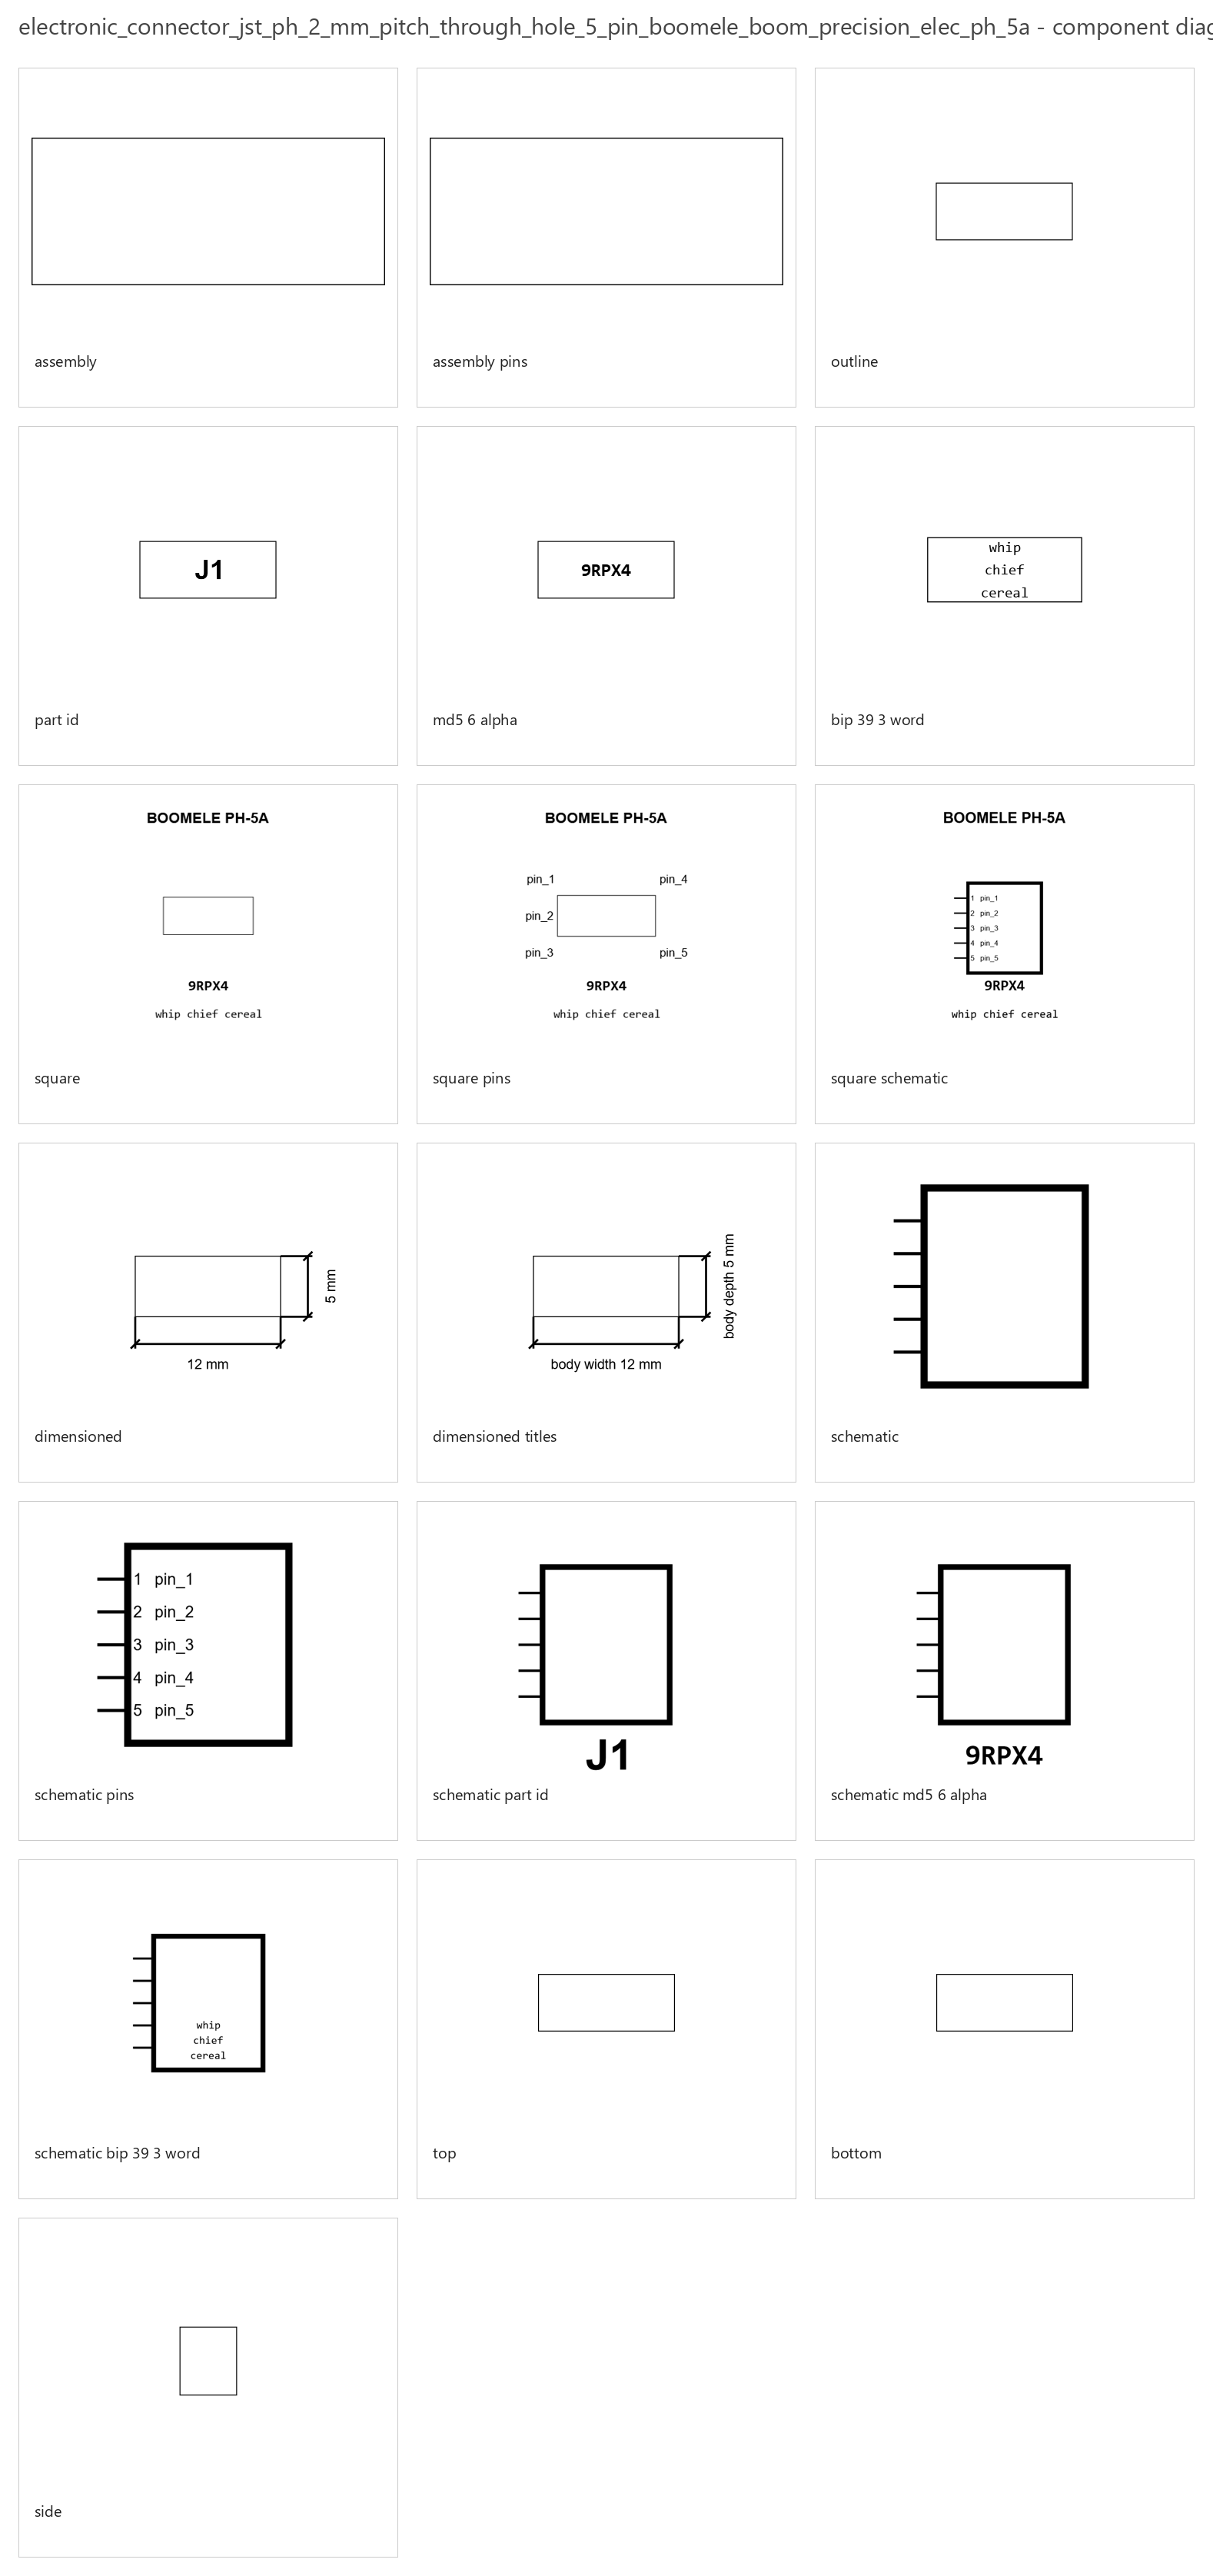 electronic_connector_jst_ph_2_mm_pitch_through_hole_5_pin_boomele_boom_precision_elec_ph_5a - component diag
assembly
assembly pins
outline
J1
part id
9RPX4
md5 6 alpha
whip
chief
cereal
bip 39 3 word
BOOMELE PH-5A
9RPX4
whip chief cereal
square
BOOMELE PH-5A
pin_1
pin_4
pin_2
pin_3
pin_5
9RPX4
whip chief cereal
square pins
BOOMELE PH-5A
1 pin_1
2 pin_2
3 pin_3
4 pin_4
5 pin_5
9RPX4
whip chief cereal
square schematic
5 mm
12 mm
dimensioned
body depth 5 mm
body width 12 mm
dimensioned titles
schematic
1 pin_1
2 pin_2
3 pin_3
4 pin_4
5 pin_5
schematic pins
J1
schematic part id
9RPX4
schematic md5 6 alpha
whip
chief
cereal
schematic bip 39 3 word
top
bottom
side